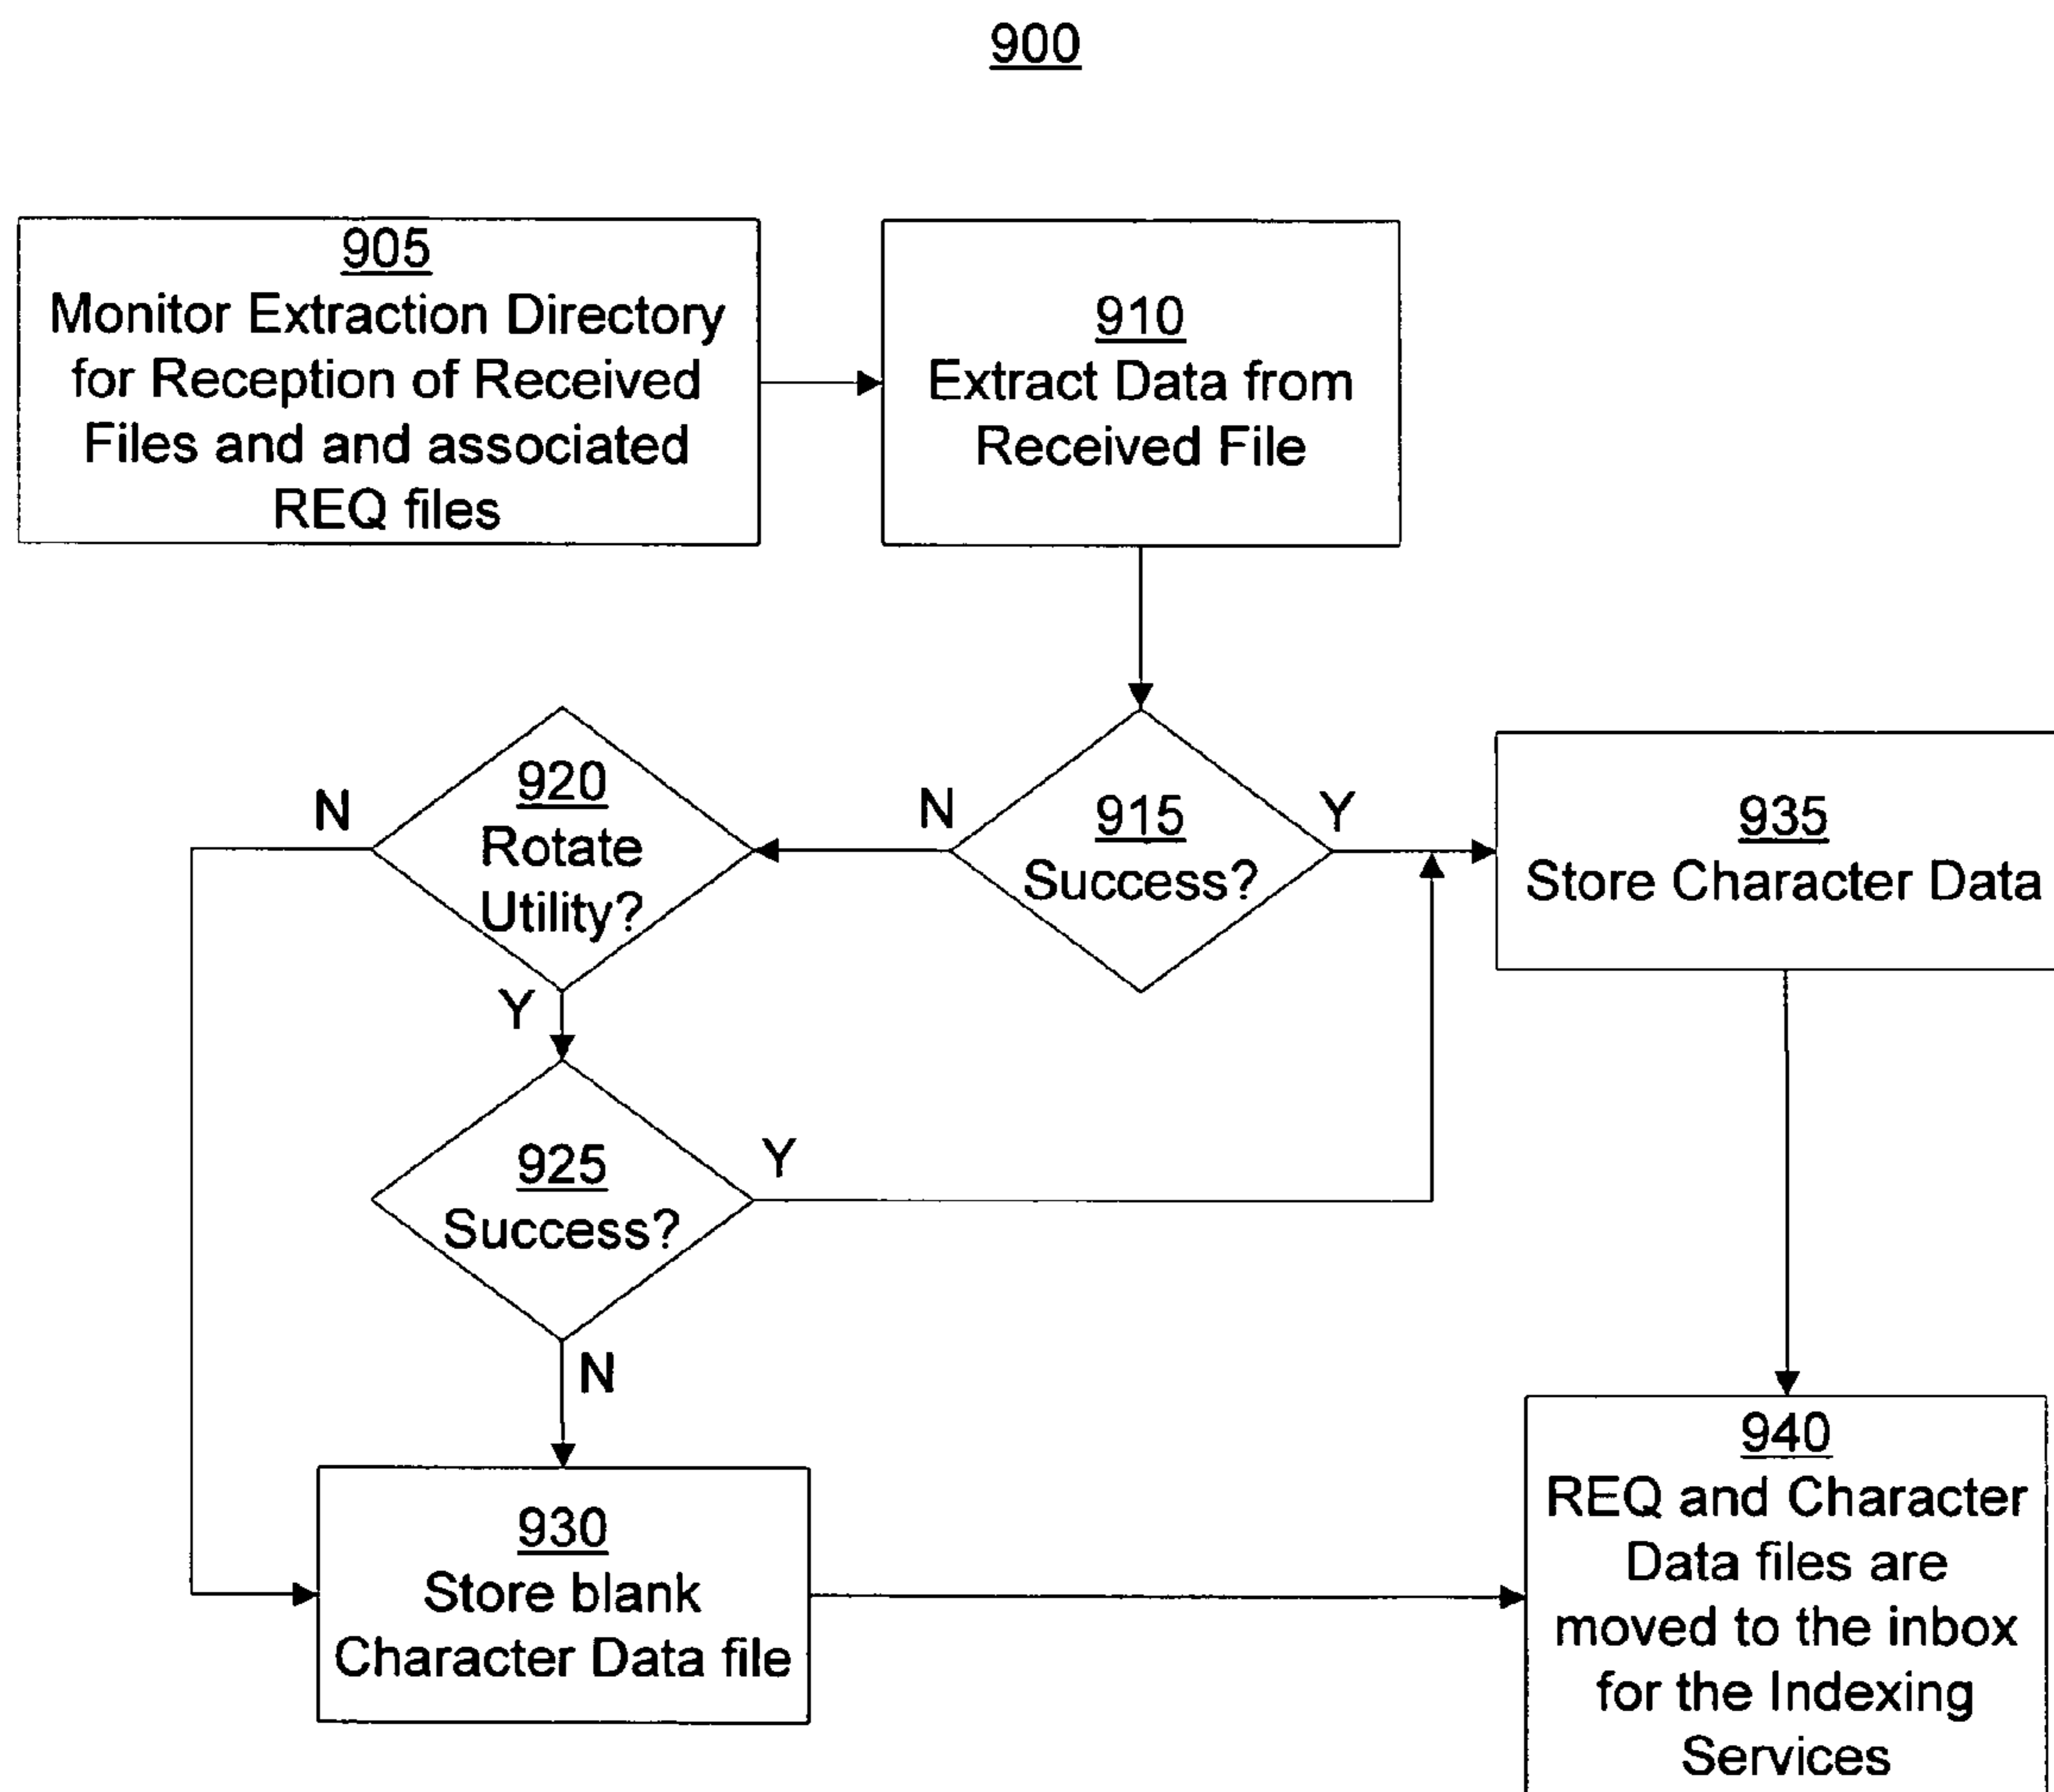 900
905
Monitor Extraction Directory
for Reception of Received
Files and and associated
REQ files
910
Extract Data from
Received File
N
920
Rotate
Utility?
Y
N
915
Success?
Y
935
Store Character Data
925
Success?
Y
N
930
Store blank
Character Data file
940
REQ and Character
Data files are
moved to the inbox
for the Indexing
Services